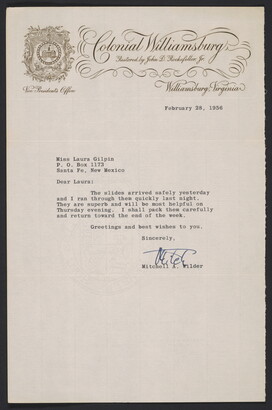 Colonial Williamsburg
Restored by John D. Rockefeller Jr.
Vice President's Office
Williamsburg, Virginia
February 28, 1956
Miss Laura Gilpin
P. O. Box 1173
Santa Fe, New Mexico
Dear Laura:
The slides arrived safely yesterday
and I ran through them quickly last night.
They are superb and will be most helpful on
Thursday evening. I shall pack them carefully
and return toward the end of the week.
Greetings and best wishes to you.
Sincerely,
Mitch
Mitchell A. Wilder